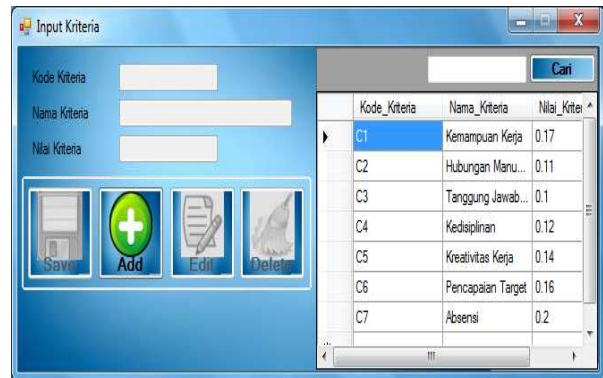 Input Kriteria
Kode Kriteria
Nama Kriteria
Nilai Kriteria
Save
Add
Edit
Delete
Cari
Kode_Kriteria Nama_Kriteria Nilai_Kriter
C1 Kemampuan Kerja 0.17
C2 Hubungan Manu... 0.11
C3 Tanggung Jawab... 0.1
C4 Kedisiplinan 0.12
C5 Kreativitas Kerja 0.14
C6 Pencapaian Target 0.16
C7 Absensi 0.2